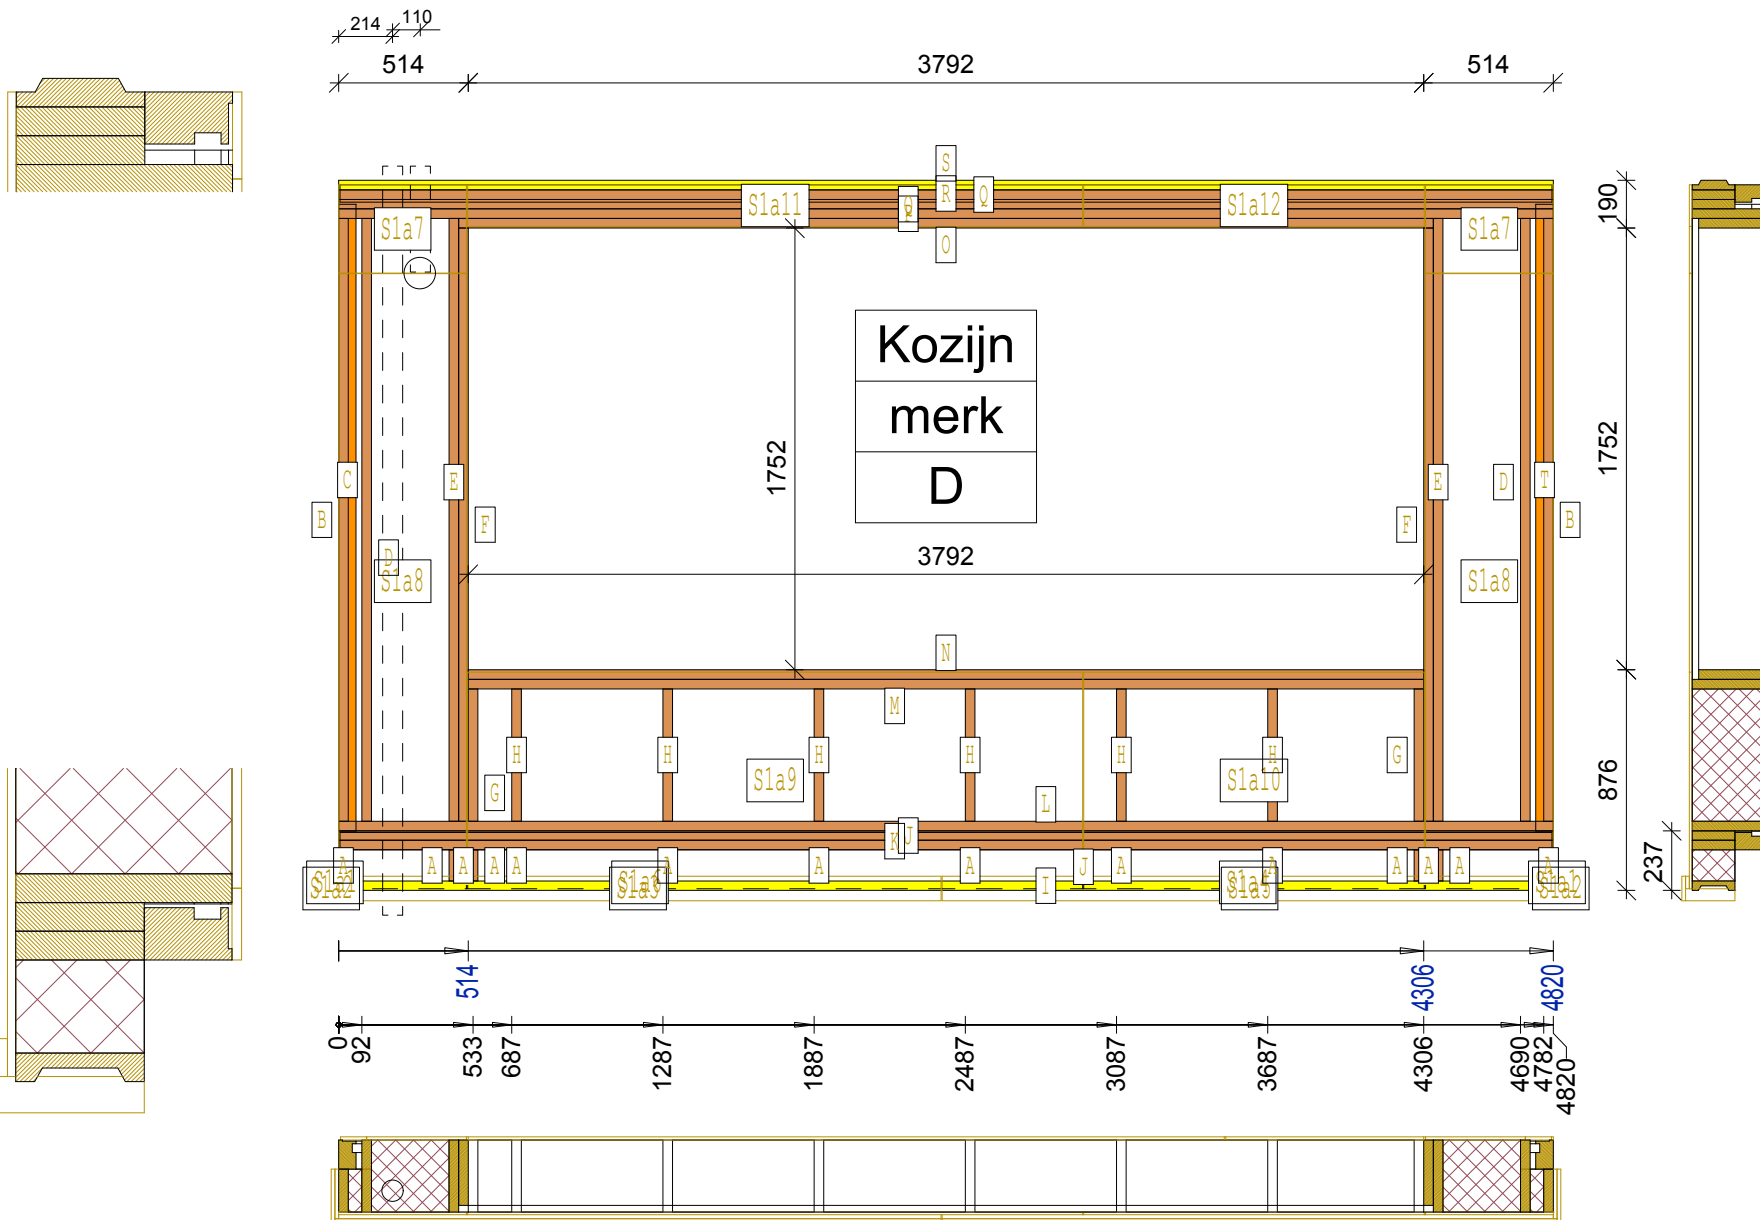 214
110
514
3792
514
S
R
Q
S1a11
S1a12
S1a7
S1a7
O
190
Kozijn
merk
D
1752
1752
3792
C
E
B
F
D
S1a8
E
D
T
F
B
S1a8
N
M
H
H
H
H
H
H
G
G
S1a9
S1a10
L
K
J
876
237
A
A
A
A
A
A
A
A
J
A
A
A
A
A
A
I
S1a2
514
4306
4820
0
92
533
687
1287
1887
2487
3087
3687
4306
4690
4782
4820